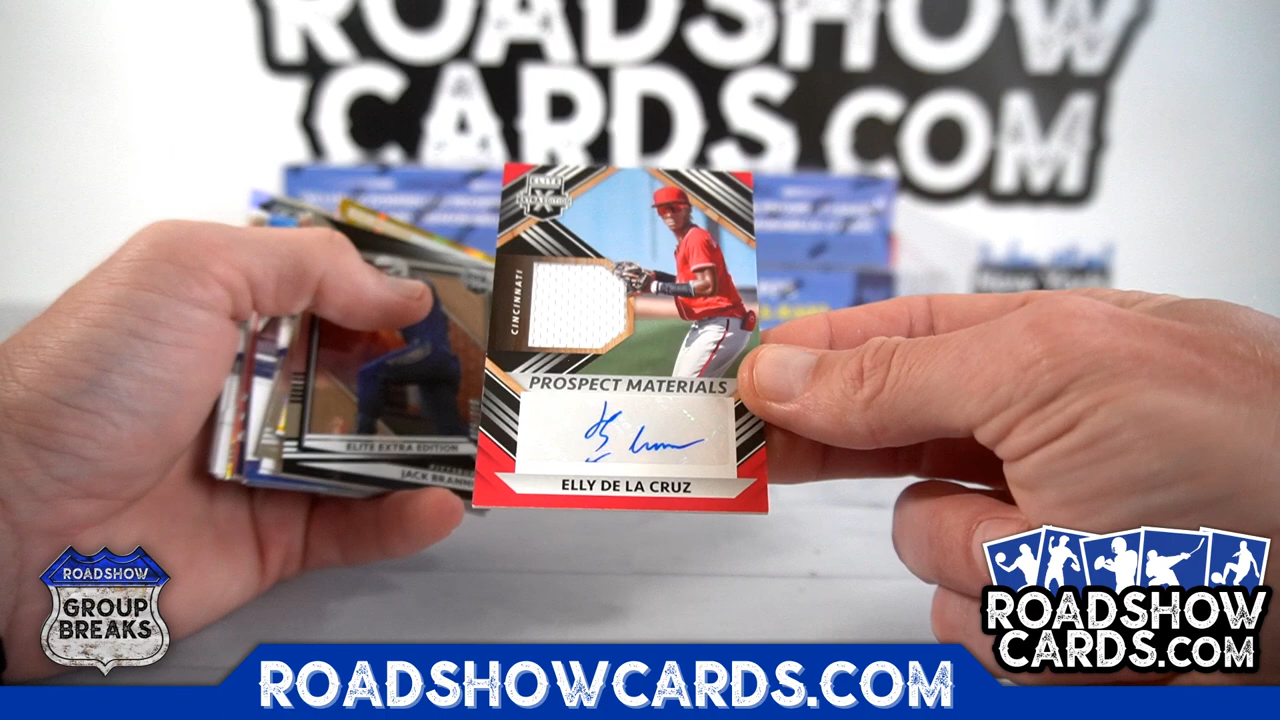 ROADSHOW
CARDS.COM
ELITE
X
EXTRA EDITION
CINCINNATI
PROSPECT MATERIALS
ELLY DE LA CRUZ
ELITE EXTRA EDITION
JACK BRANN
ROADSHOW
GROUP
BREAKS
ROADSHOW
CARDS.COM
ROADSHOWCARDS.COM